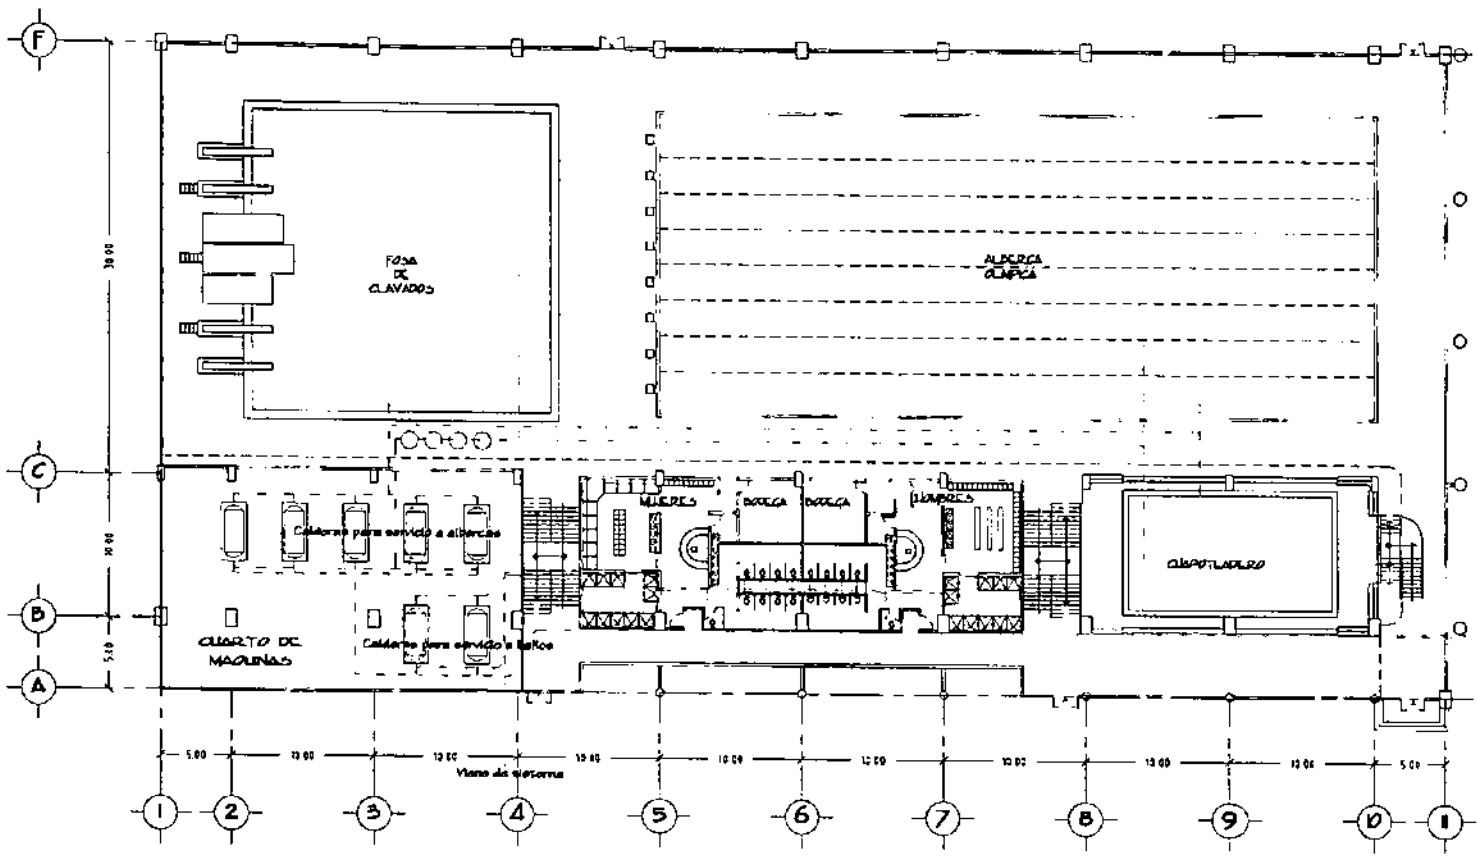 F
FOSA
DE
CLAVADOS
ALBERCA
OLIMPICA
30.00
C
MUJERES
BODEGA
BODEGA
HOMBRES
Calderas para servicio a albercas
10.00
CHAPOTEADERO
B
CUARTO DE
MAQUINAS
Calderas para servicio a baños
5.00
A
5.00
10.00
10.00
10.00
10.00
10.00
10.00
10.00
10.00
5.00
Viene de cisterna
1
2
3
4
5
6
7
8
9
10
11